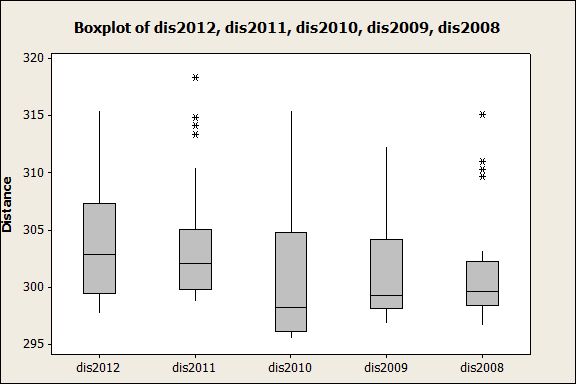 Boxplot of dis2012, dis2011, dis2010, dis2009, dis2008
320
315
310
305
300
295
Distance
dis2012 dis2011 dis2010 dis2009 dis2008